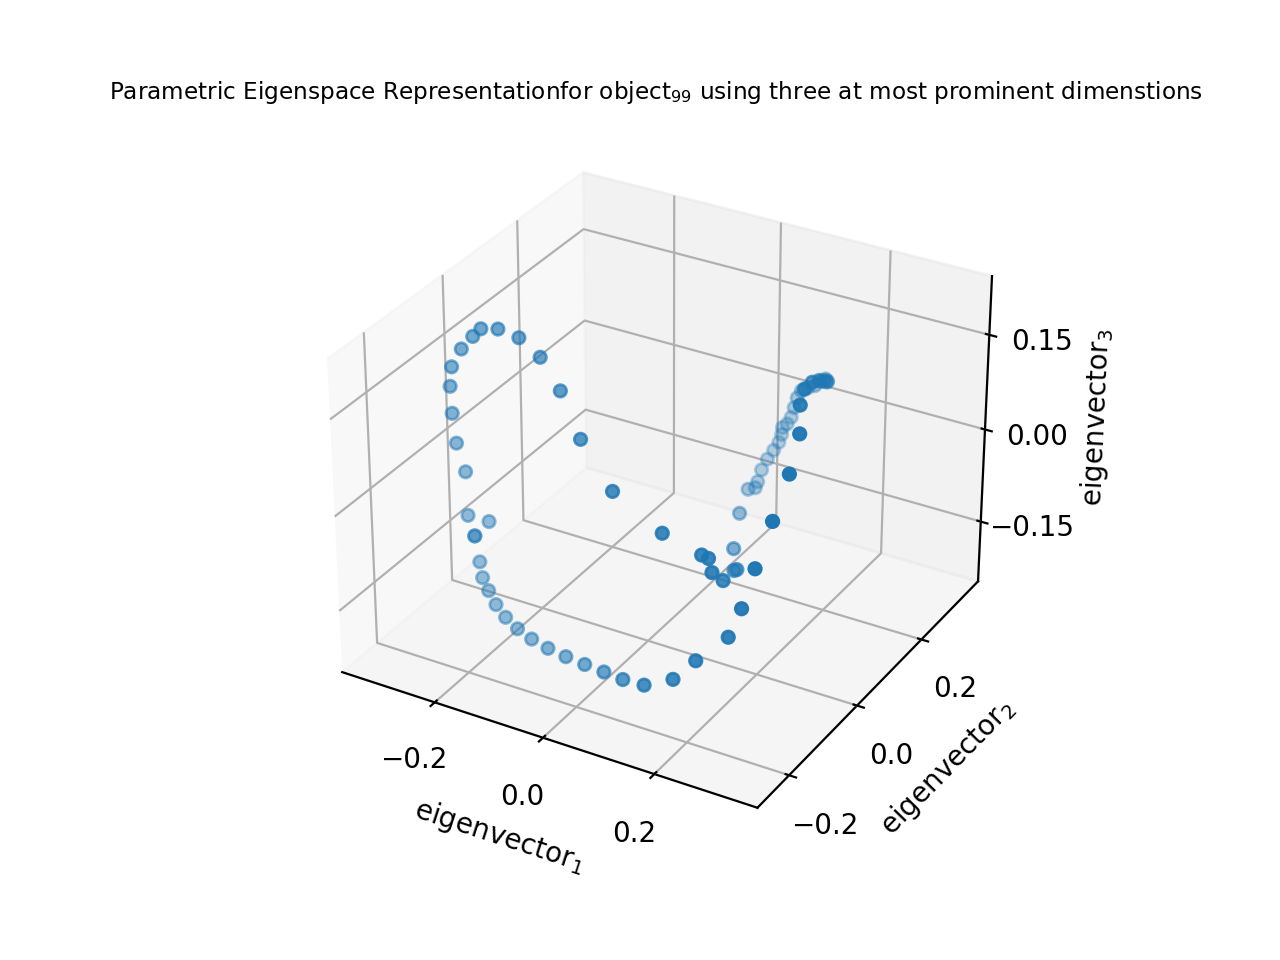 Parametric Eigenspace Representationfor object₉₉ using three at most prominent dimenstions
0.15
0.00
−0.15
eigenvector₃
0.2
0.0
−0.2
eigenvector₂
−0.2
0.0
0.2
eigenvector₁